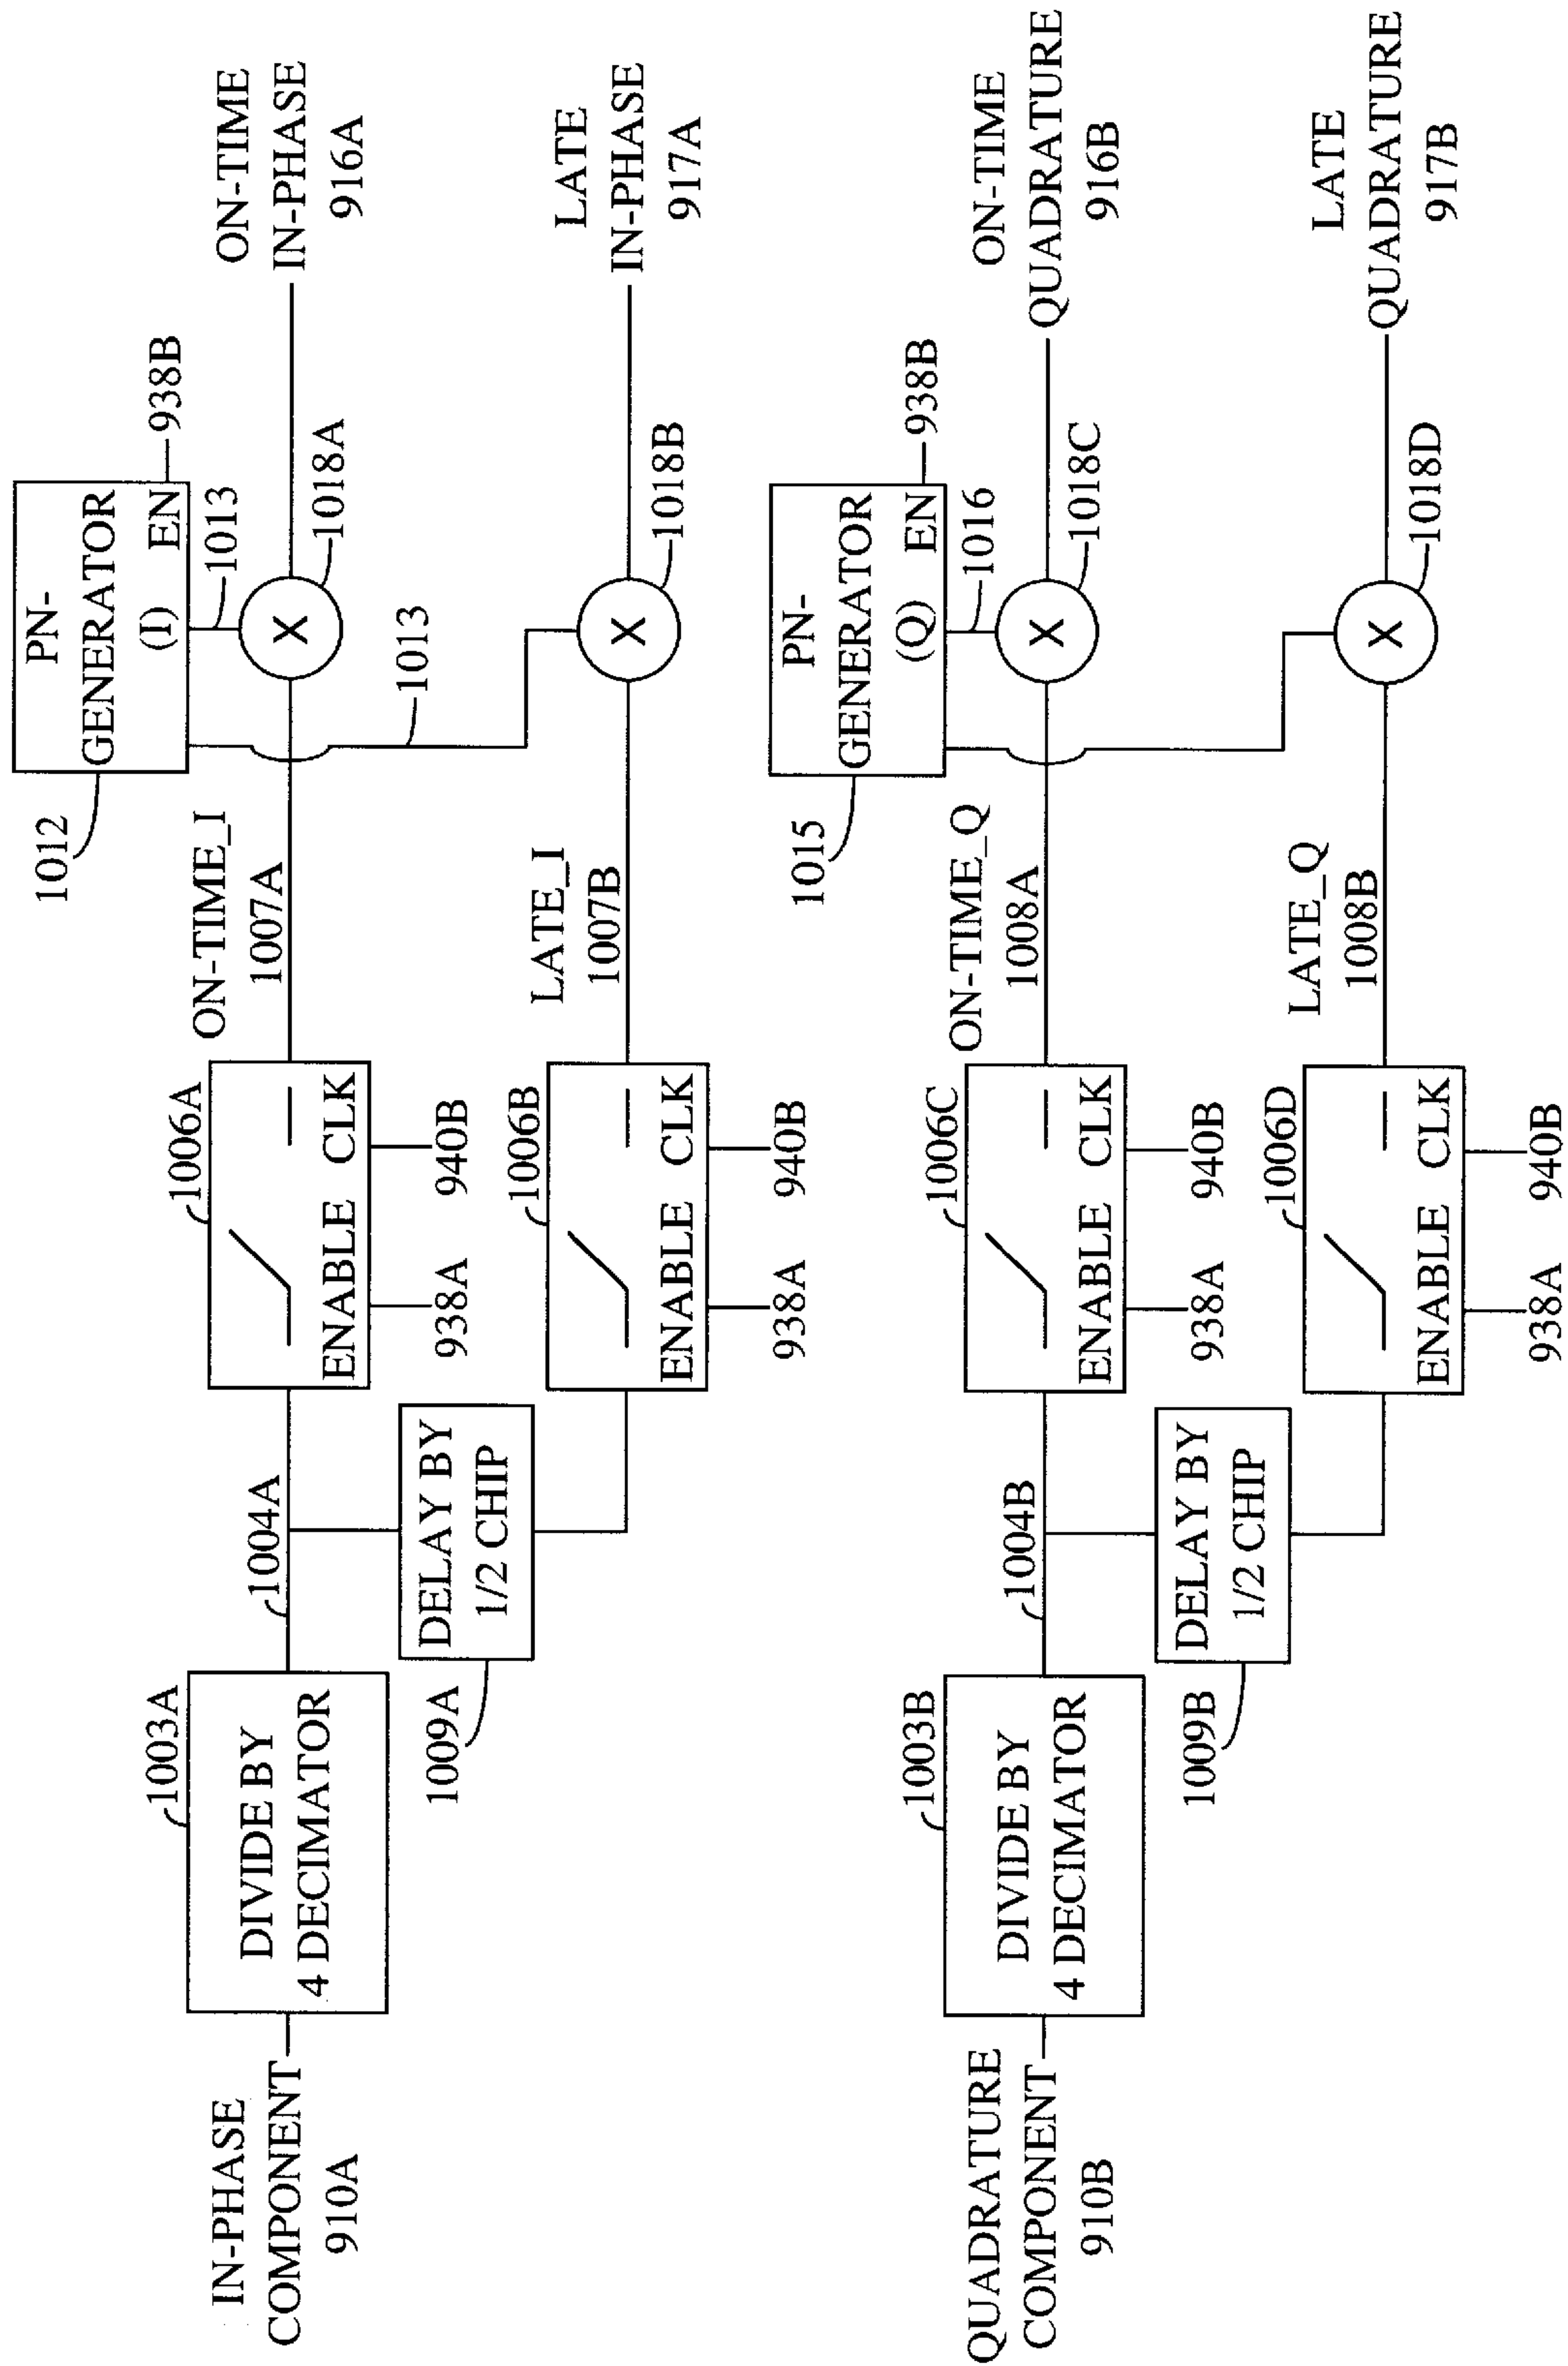 PN-
GENERATOR
(I) EN
938B
1012
1013
ON-TIME
IN-PHASE
916A
1018A
1013
LATE
IN-PHASE
917A
1018B
IN-PHASE
COMPONENT
910A
1003A
DIVIDE BY
4 DECIMATOR
1004A
1006A
ENABLE CLK
938A
940B
ON-TIME_I
1007A
1009A
DELAY BY
1/2 CHIP
1006B
ENABLE CLK
938A
940B
LATE_I
1007B
PN-
GENERATOR
(Q) EN
938B
1015
1016
ON-TIME
QUADRATURE
916B
1018C
LATE
QUADRATURE
917B
1018D
QUADRATURE
COMPONENT
910B
1003B
DIVIDE BY
4 DECIMATOR
1004B
1006C
ENABLE CLK
938A
940B
ON-TIME_Q
1008A
1009B
DELAY BY
1/2 CHIP
1006D
ENABLE CLK
938A
940B
LATE_Q
1008B
X
X
X
X